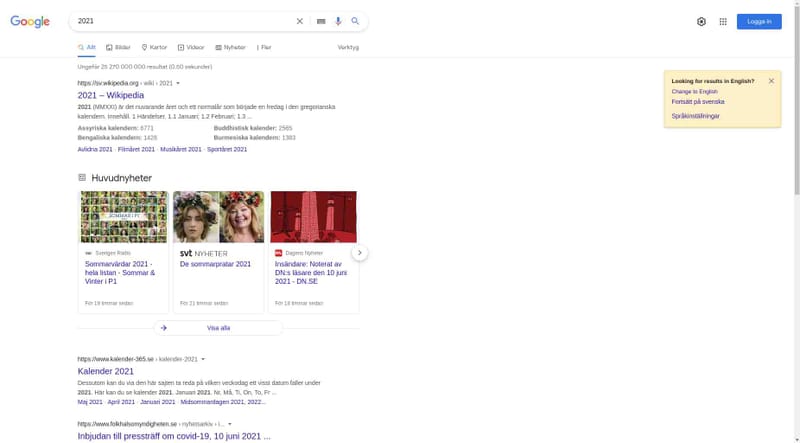 Google
2021
Logga in
Allt
Bilder
Kartor
Videor
Nyheter
Fler
Verktyg
Ungefär 25 270 000 000 resultat (0,60 sekunder)
https://sv.wikipedia.org › wiki › 2021
2021 – Wikipedia
2021 (MMXXI) är det nuvarande året och ett normalår som började en fredag i den gregorianska
kalendern. Innehåll. 1 Händelser. 1.1 Januari; 1.2 Februari; 1.3 ...
Assyriska kalendern: 6771
Buddhistisk kalender: 2565
Bengaliska kalendern: 1428
Burmesiska kalendern: 1383
Avlidna 2021 · Filmåret 2021 · Musikåret 2021 · Sportåret 2021
Looking for results in English?
Change to English
Fortsätt på svenska
Språkinställningar
Huvudnyheter
SOMMAR I P1
Sveriges Radio
Sommarvärdar 2021 -
hela listan - Sommar &
Vinter i P1
För 19 timmar sedan
svt NYHETER
De sommarpratar 2021
För 21 timmar sedan
Dagens Nyheter
Insändare: Noterat av
DN:s läsare den 10 juni
2021 - DN.SE
För 14 timmar sedan
Visa alla
https://www.kalender-365.se › kalender-2021
Kalender 2021
Dessutom kan du via den här sajten ta reda på vilken veckodag ett visst datum faller under
2021. Här kan du se kalender 2021. Januari 2021. Nr, Må, Ti, On, To, Fr ...
Maj 2021 · April 2021 · Januari 2021 · Midsommardagen 2021, 2022...
https://www.folkhalsomyndigheten.se › nyhetsarkiv › i...
Inbjudan till pressträff om covid-19, 10 juni 2021 ...